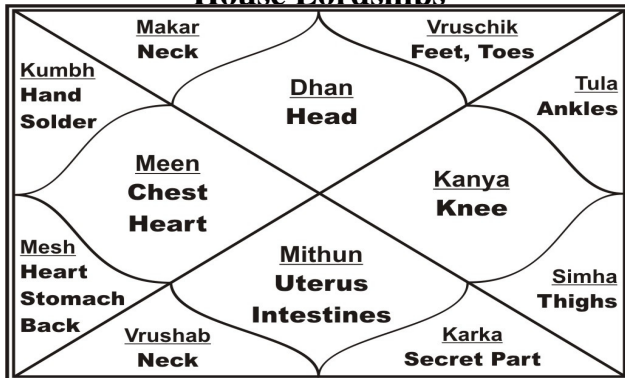 House Lordships
Makar
Neck
Vruschik
Feet, Toes
Kumbh
Hand
Solder
Dhan
Head
Tula
Ankles
Meen
Chest
Heart
Kanya
Knee
Mesh
Heart
Stomach
Back
Mithun
Uterus
Intestines
Simha
Thighs
Vrushab
Neck
Karka
Secret Part